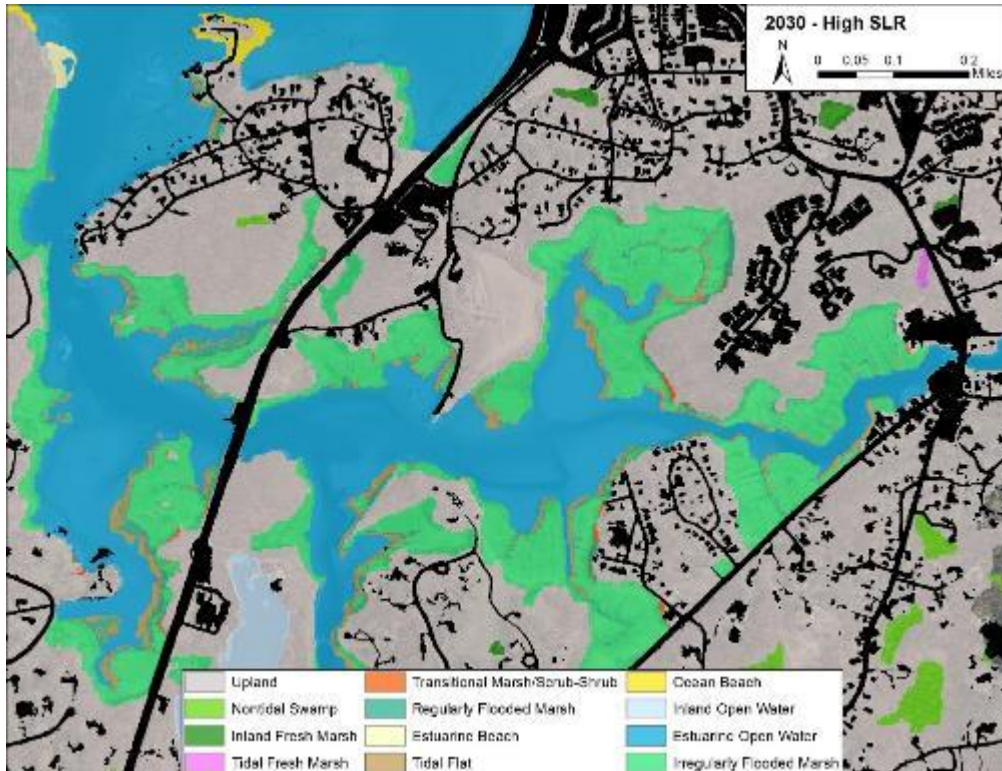 2030 - High SLR
N
0 0.05 0.1 0.2
Miles
Upland
Nontidal Swamp
Inland Fresh Marsh
Tidal Fresh Marsh
Transitional Marsh/Scrub-Shrub
Regularly Flooded Marsh
Estuarine Beach
Tidal Flat
Ocean Beach
Inland Open Water
Estuarine Open Water
Irregularly Flooded Marsh